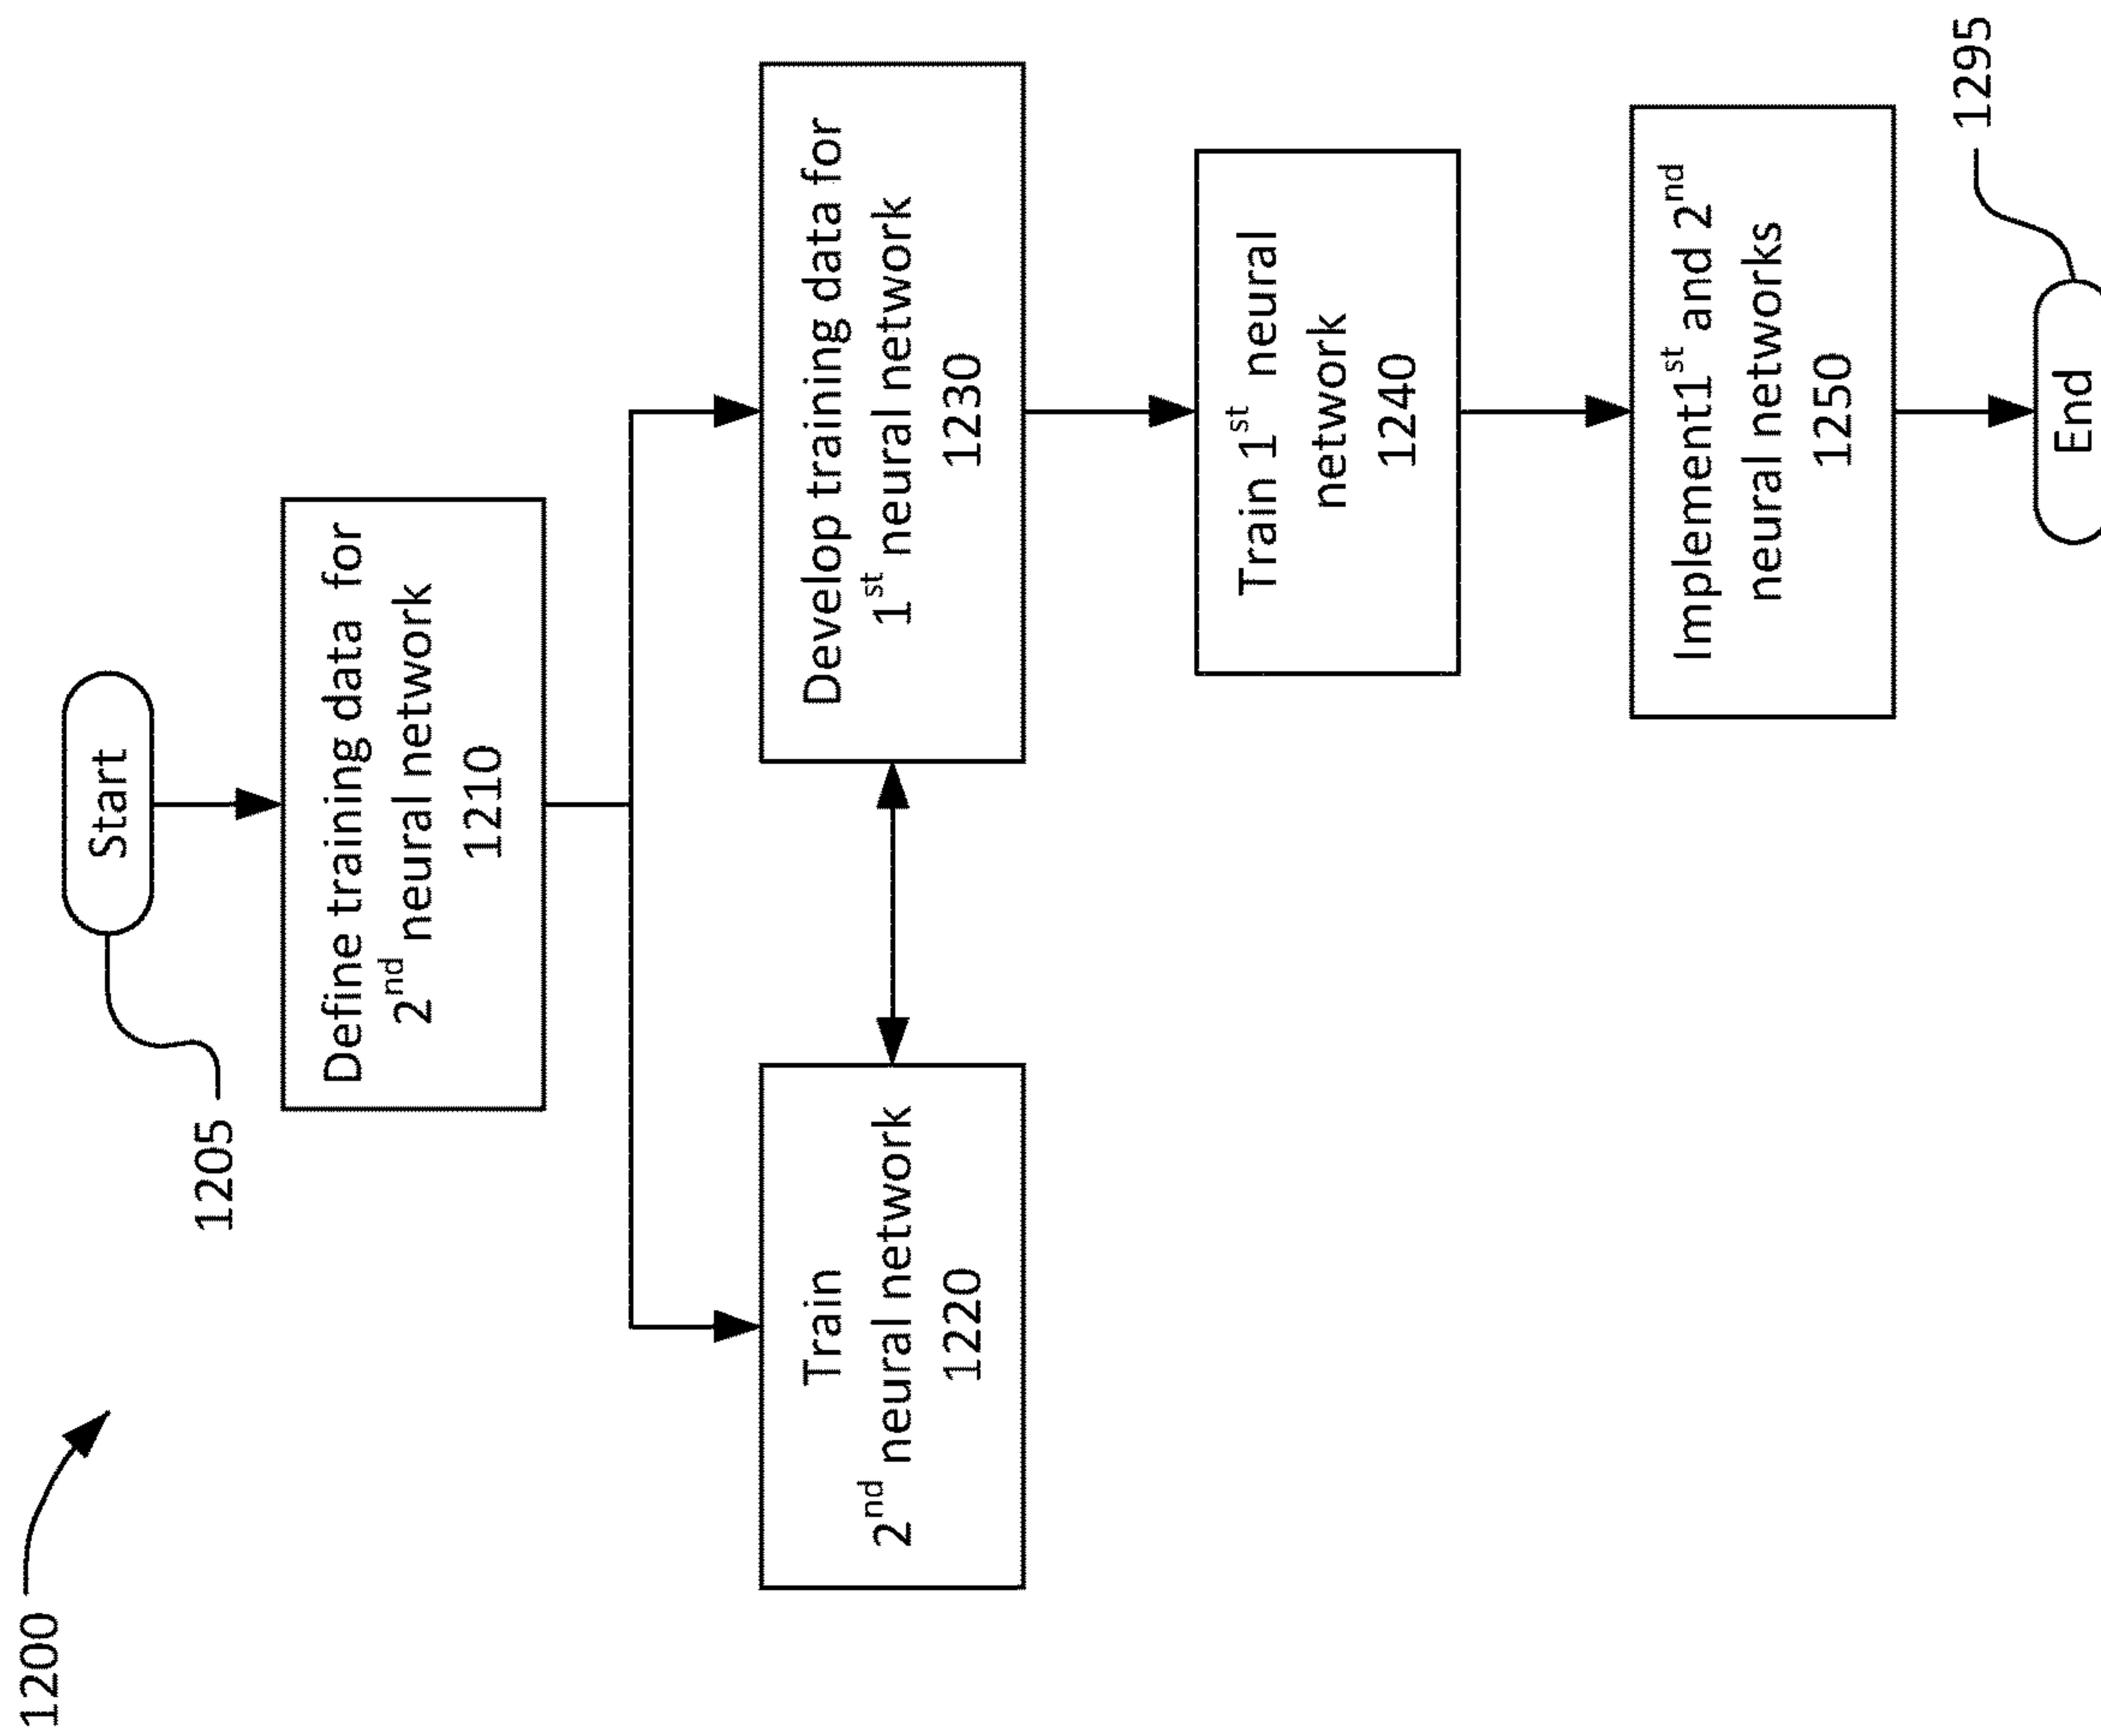 1200
Start
1205
Define training data for
2nd neural network
1210
Train
2nd neural network
1220
Develop training data for
1st neural network
1230
Train 1st neural
network
1240
Implement1st and 2nd
neural networks
1250
End
1295